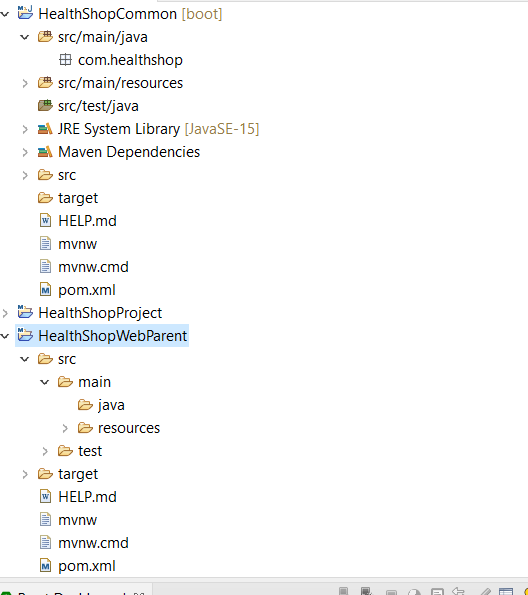 HealthShopCommon [boot]
src/main/java
com.healthshop
src/main/resources
src/test/java
JRE System Library [JavaSE-15]
Maven Dependencies
src
target
HELP.md
mvnw
mvnw.cmd
pom.xml
HealthShopProject
HealthShopWebParent
src
main
java
resources
test
target
HELP.md
mvnw
mvnw.cmd
pom.xml